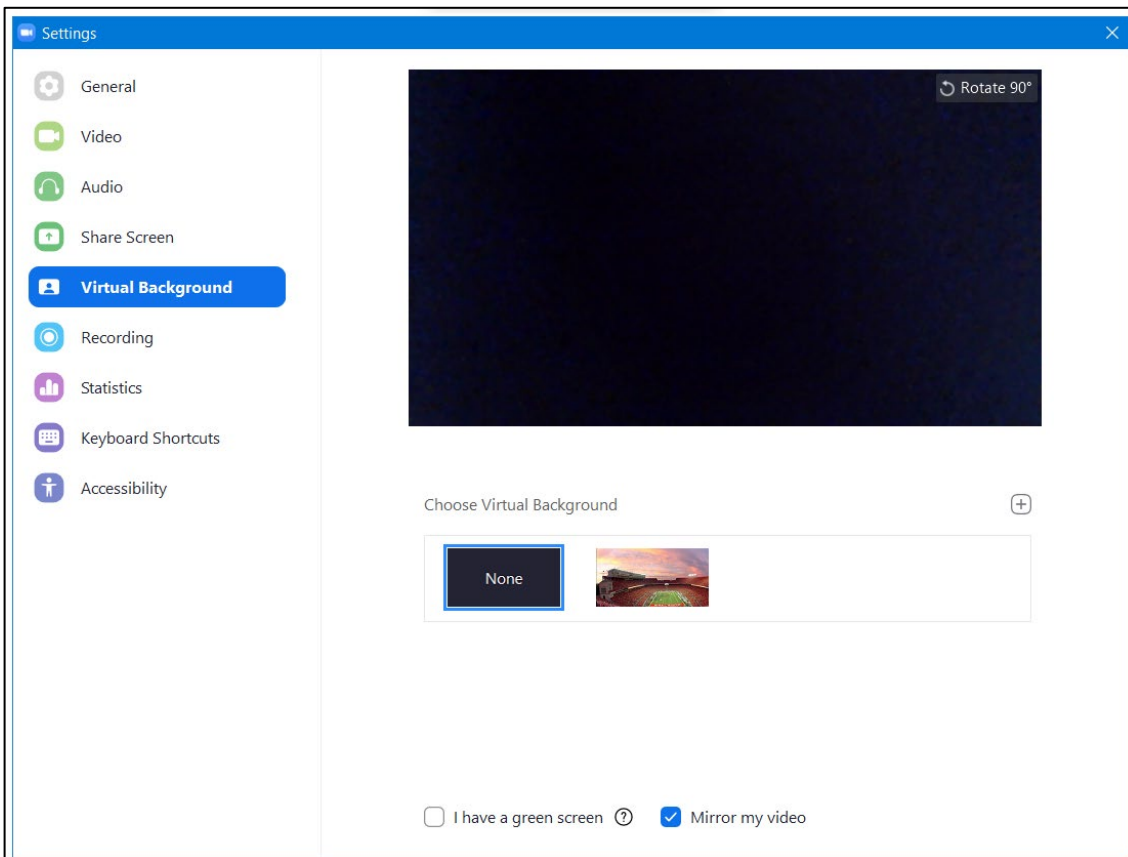 Settings
General
Video
Audio
Share Screen
Virtual Background
Recording
Statistics
Keyboard Shortcuts
Accessibility
Rotate 90°
Choose Virtual Background
None
I have a green screen
Mirror my video